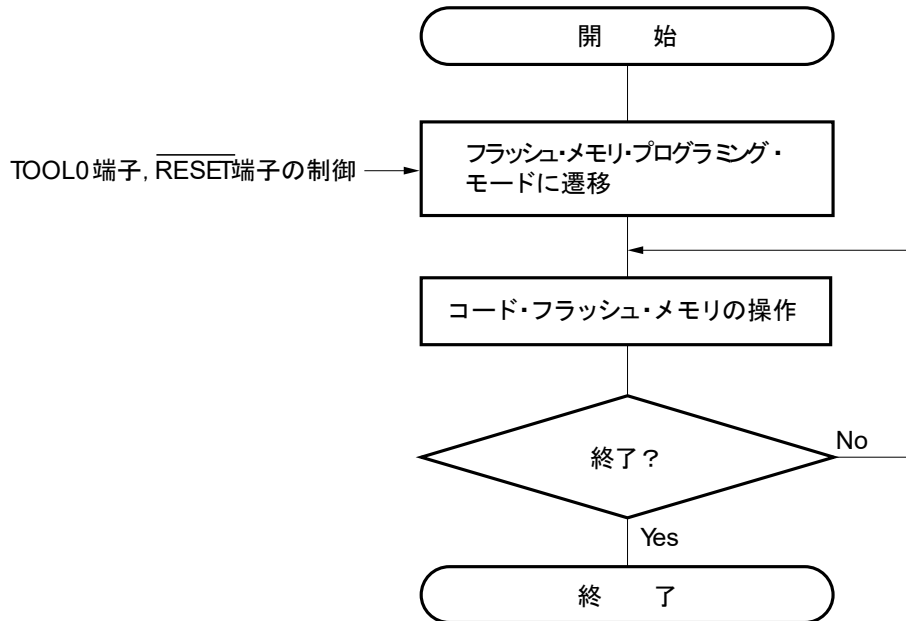 開　　始
TOOL0端子, RESET端子の制御
フラッシュ・メモリ・プログラミング・
モードに遷移
コード・フラッシュ・メモリの操作
終了？
No
Yes
終　　了